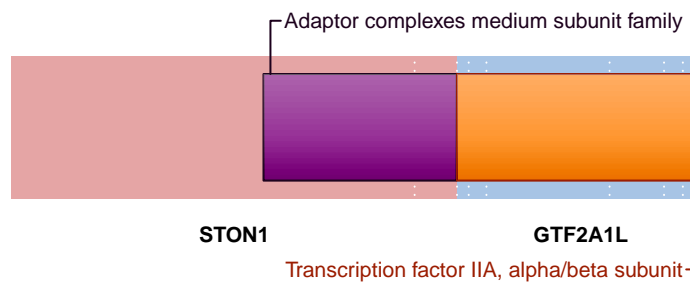 Adaptor complexes medium subunit family
STON1 GTF2A1L
Transcription factor IIA, alpha/beta subunit